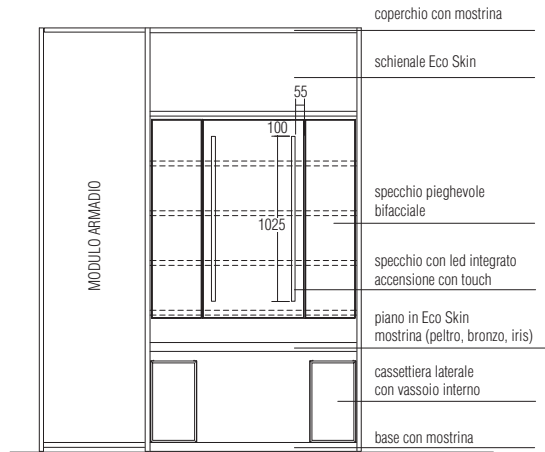 coperchio con mostrina
schienale Eco Skin
55
100
1025
MODULO ARMADIO
specchio pieghevole
bifacciale
specchio con led integrato
accensione con touch
piano in Eco Skin
mostrina (peltro, bronzo, iris)
cassettiera laterale
con vassoio interno
base con mostrina